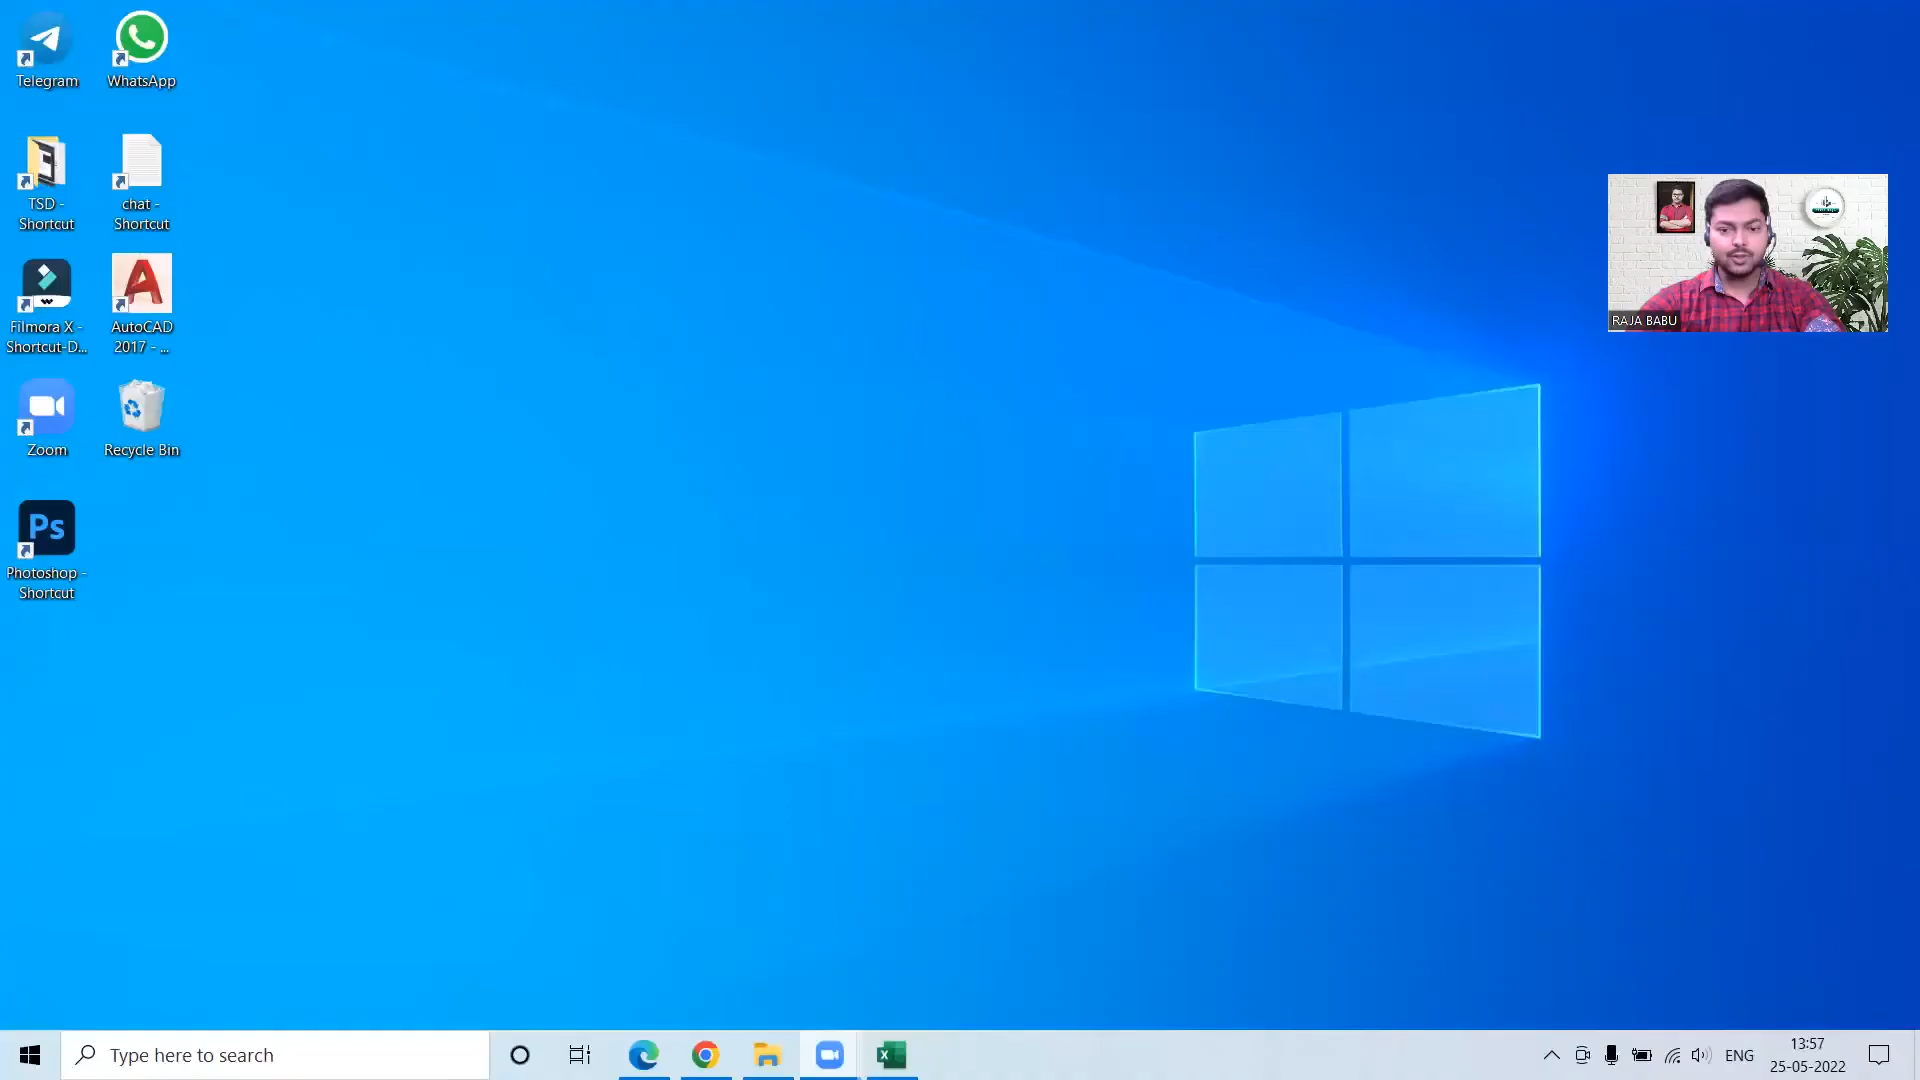 Telegram
WhatsApp
TSD -
Shortcut
chat -
Shortcut
Filmora X -
Shortcut-D...
AutoCAD
2017 - ...
Zoom
Recycle Bin
Ps
Photoshop -
Shortcut
RAJA BABU
Type here to search
ENG
13:57
25-05-2022